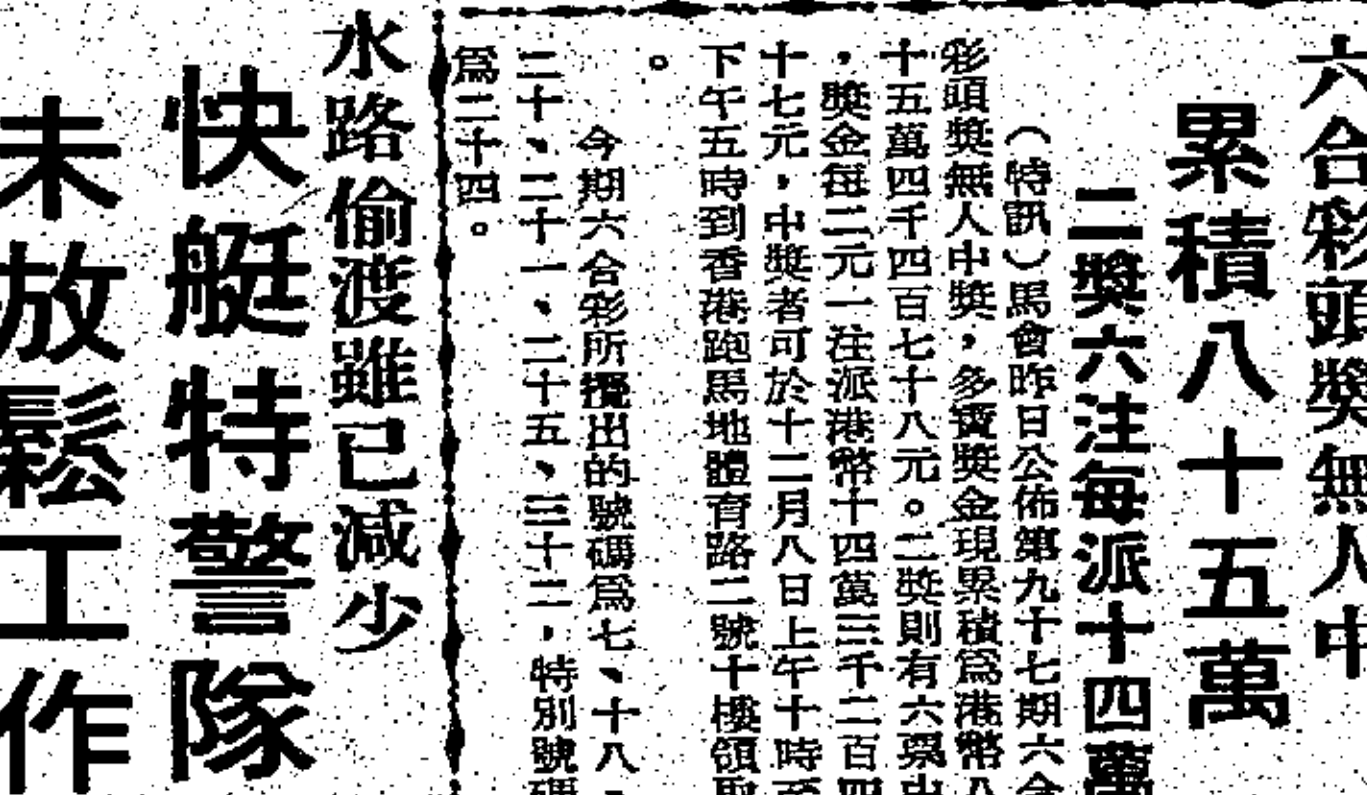 六合彩頭獎無人中
累積八十五萬
二獎六注每派十四萬
（特訊）馬會昨日公佈第九十七期六合
彩頭獎無人中獎，多寶獎金現累積為港幣八
十五萬四千四百七十八元。二獎則有六票中
，獎金每二元一注派港幣十四萬三千二百四
十七元，中獎者可於十二月八日上午十時至
下午五時到香港跑馬地體育路二號十樓領取
。
今期六合彩所攪出的號碼爲七、十八、
二十、二十一、二十五、三十二，特別號碼
爲二十四。
水路偷渡雖已減少
快艇特警隊
未放鬆工作